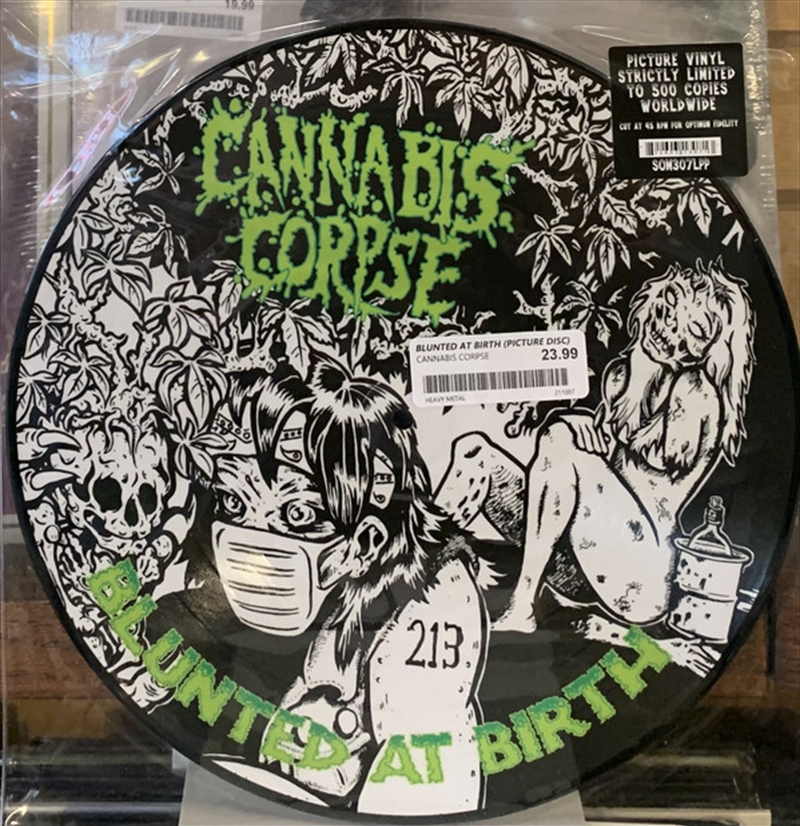 19.99
PICTURE VINYL
STRICTLY LIMITED
TO 500 COPIES
WORLDWIDE
CUT AT 45 RPM FOR OPTIMUM FIDELITY
SOM307LPP
CANNABIS
CORPSE
BLUNTED AT BIRTH (PICTURE DISC)
CANNABIS CORPSE
23.99
HEAVY METAL
213
BLUNTED AT BIRTH